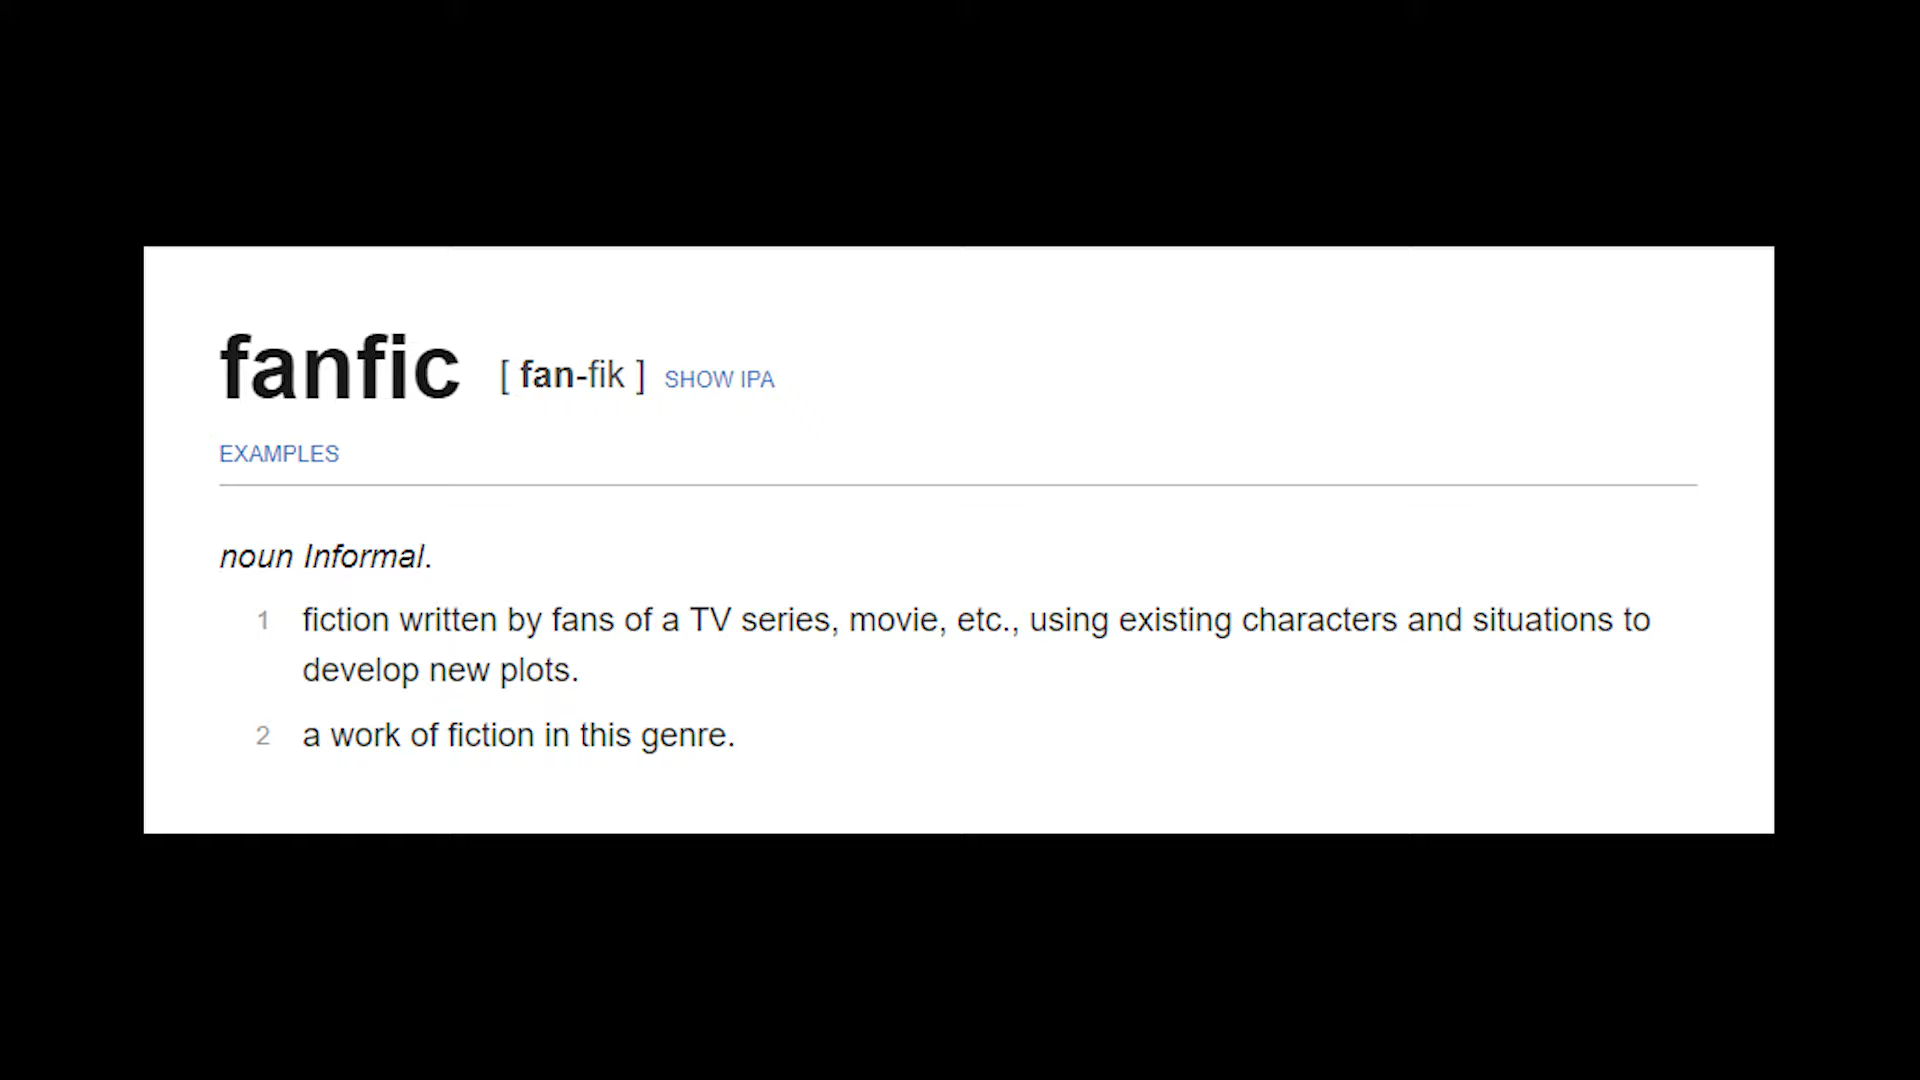 fanfic [ fan-fik ] SHOW IPA
EXAMPLES
noun Informal.
1 fiction written by fans of a TV series, movie, etc., using existing characters and situations to
develop new plots.
2 a work of fiction in this genre.